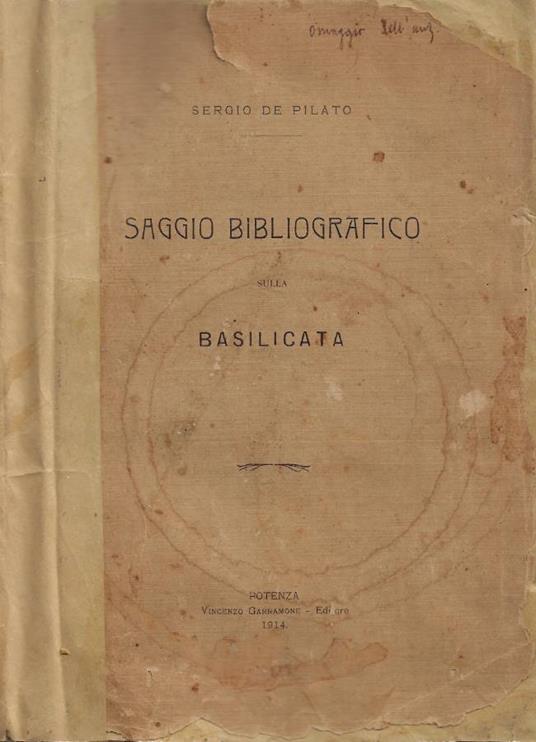 Omaggio dell'aut.
SERGIO DE PILATO
SAGGIO BIBLIOGRAFICO
SULLA
BASILICATA
POTENZA
VINCENZO GARRAMONE - Editore
1914.